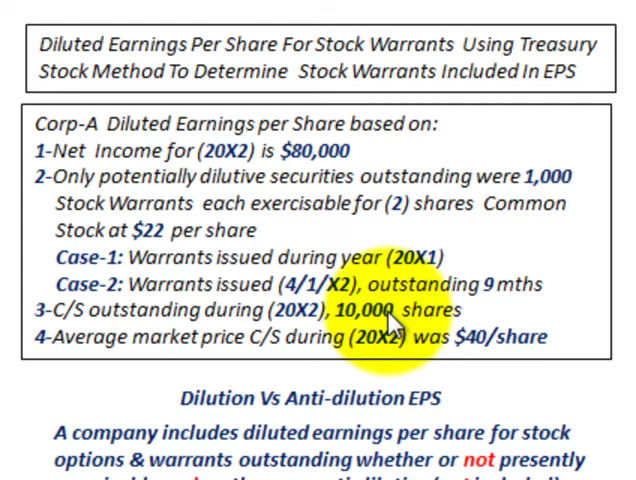 Diluted Earnings Per Share For Stock Warrants Using Treasury
Stock Method To Determine Stock Warrants Included In EPS
Corp-A Diluted Earnings per Share based on:
1-Net Income for (20X2) is $80,000
2-Only potentially dilutive securities outstanding were 1,000
Stock Warrants each exercisable for (2) shares Common
Stock at $22 per share
Case-1: Warrants issued during year (20X1)
Case-2: Warrants issued (4/1/X2), outstanding 9 mths
3-C/S outstanding during (20X2), 10,000 shares
4-Average market price C/S during (20X2) was $40/share
Dilution Vs Anti-dilution EPS
A company includes diluted earnings per share for stock
options & warrants outstanding whether or not presently